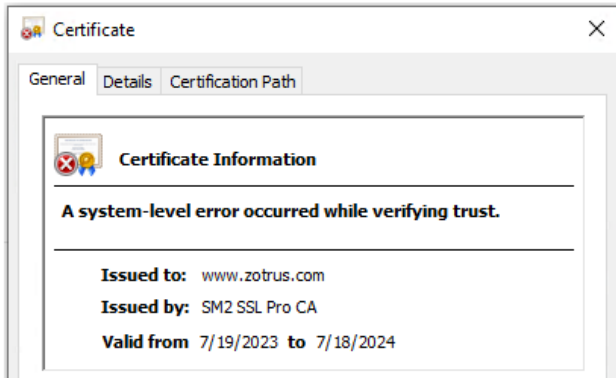 Certificate
General Details Certification Path
Certificate Information
A system-level error occurred while verifying trust.
Issued to: www.zotrus.com
Issued by: SM2 SSL Pro CA
Valid from 7/19/2023 to 7/18/2024